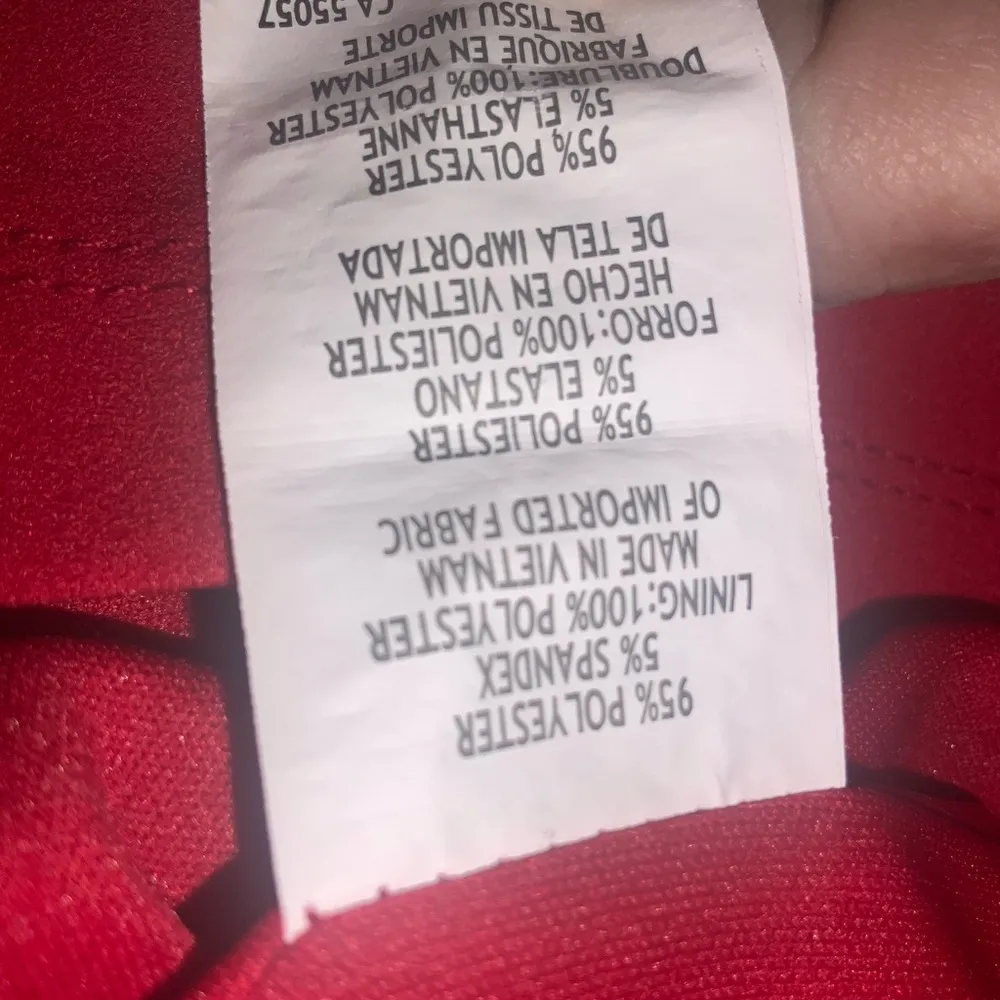 95% POLYESTER
5% SPANDEX
LINING:100% POLYESTER
MADE IN VIETNAM
OF IMPORTED FABRIC
95% POLIESTER
5% ELASTANO
FORRO:100% POLIESTER
HECHO EN VIETNAM
DE TELA IMPORTADA
95% POLYESTER
5% ELASTHANNE
DOUBLURE:100% POLYESTER
FABRIQUE EN VIETNAM
DE TISSU IMPORTE
CA 55057